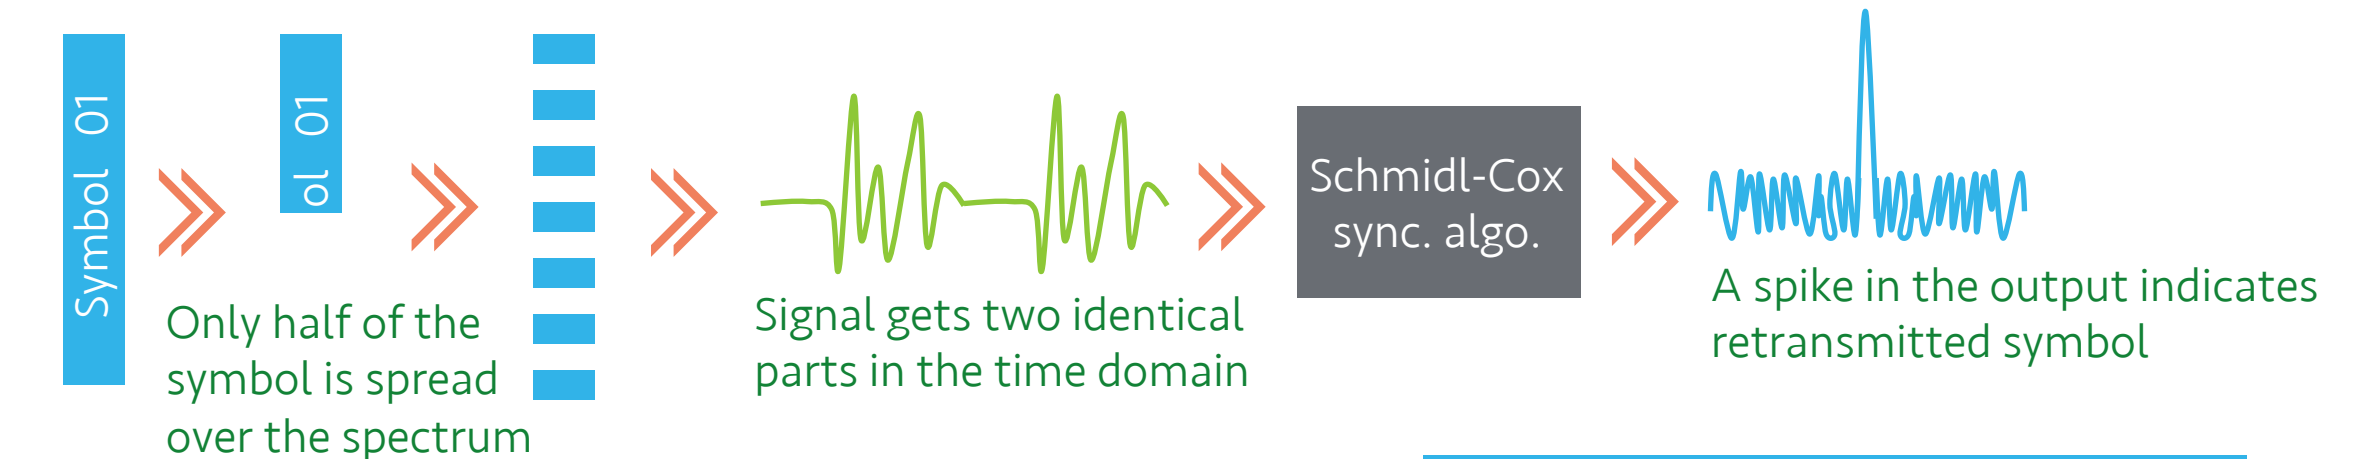 Symbol 01
ol 01
Only half of the
symbol is spread
over the spectrum
Signal gets two identical
parts in the time domain
Schmidl-Cox
sync. algo.
A spike in the output indicates
retransmitted symbol